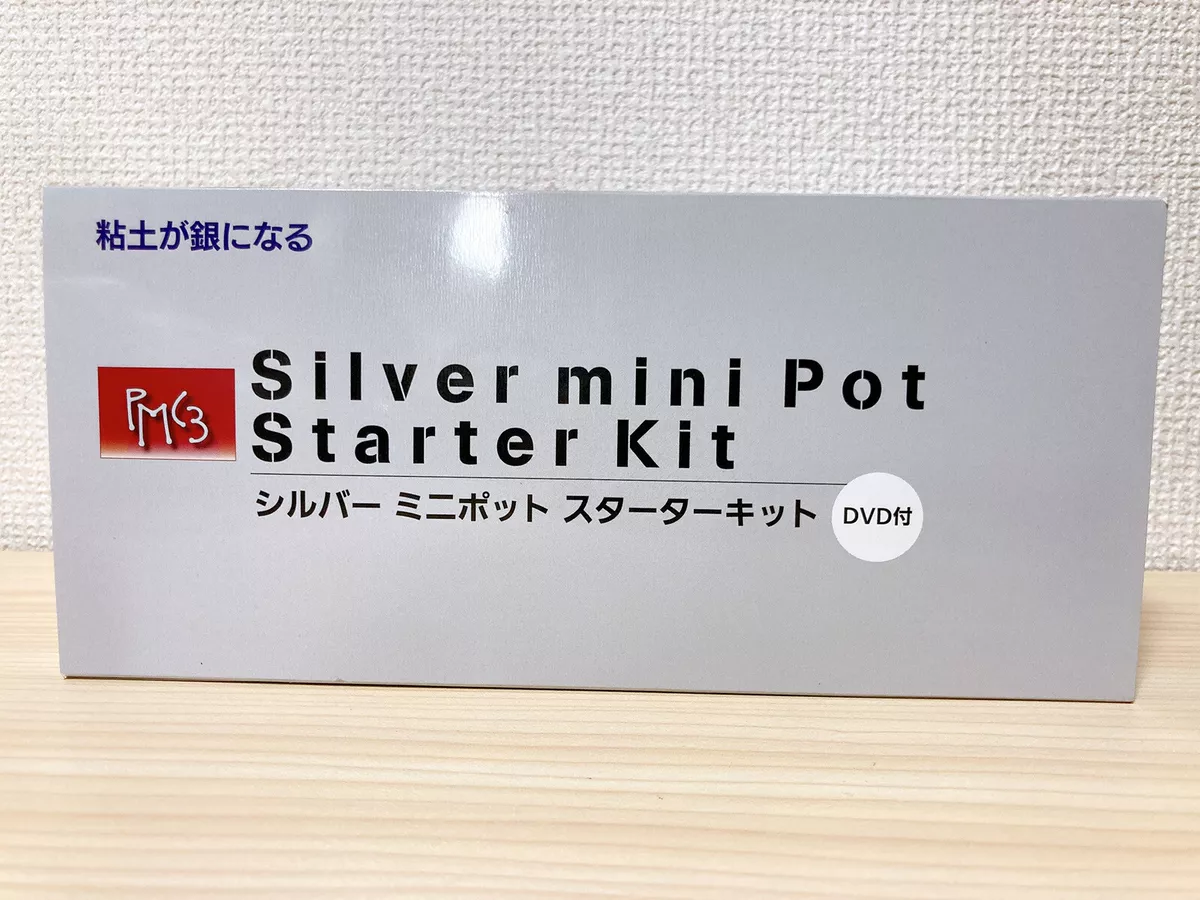 粘土が銀になる
PMC3
Silver mini Pot
Starter Kit
シルバー ミニポット スターターキット
DVD付